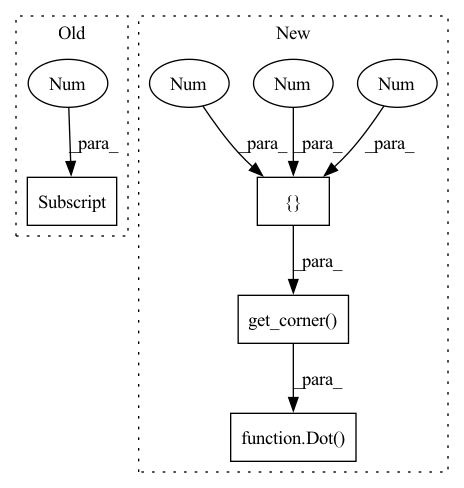 Old
New
Num
Num
Num
Num
_para_
_para_
_para_
_para_
Subscript
{}
_para_
get_corner()
_para_
function.Dot()